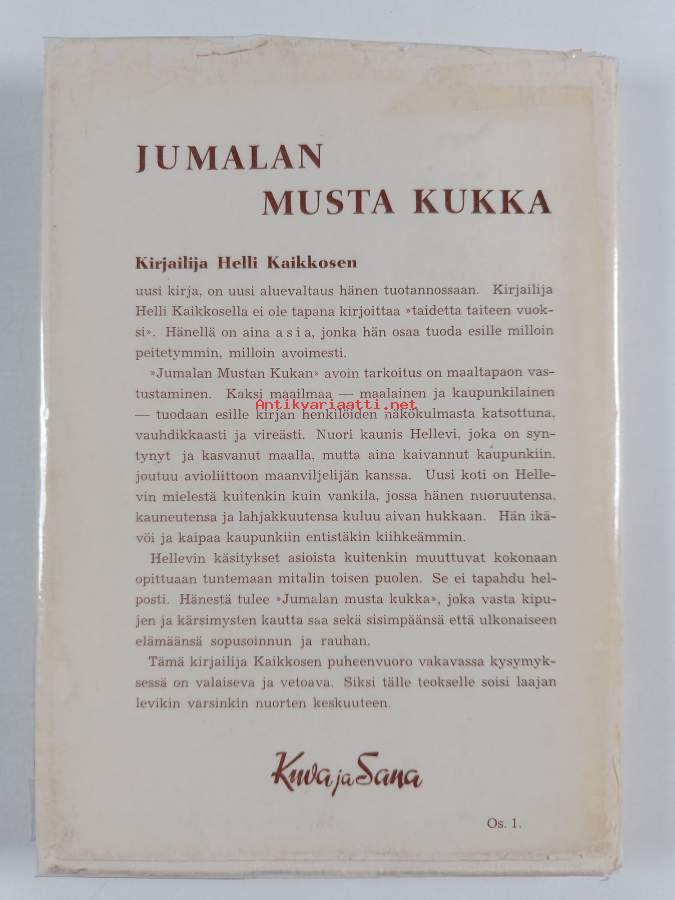 JUMALAN
MUSTA KUKKA
Kirjailija Helli Kaikkosen
uusi kirja, on uusi aluevaltaus hänen tuotannossaan. Kirjailija
Helli Kaikkosella ei ole tapana kirjoittaa »taidetta taiteen vuok-
si». Hänellä on aina asia, jonka hän osaa tuoda esille milloin
peitetymmin, milloin avoimesti.
»Jumalan Mustan Kukan» avoin tarkoitus on maaltapaon vas-
tustaminen. Kaksi maailmaa — maalainen ja kaupunkilainen
Antikvariaatti.net
— tuodaan esille kirjan henkilöiden näkökulmasta katsottuna,
vauhdikkaasti ja vireästi. Nuori kaunis Hellevi, joka on syn-
tynyt ja kasvanut maalla, mutta aina kaivannut kaupunkiin,
joutuu avioliittoon maanviljelijän kanssa. Uusi koti on Helle-
vin mielestä kuitenkin kuin vankila, jossa hänen nuoruutensa,
kauneutensa ja lahjakkuutensa kuluu aivan hukkaan. Hän ikä-
vöi ja kaipaa kaupunkiin entistäkin kiihkeämmin.
Hellevin käsitykset asioista kuitenkin muuttuvat kokonaan
opittuaan tuntemaan mitalin toisen puolen. Se ei tapahdu hel-
posti. Hänestä tulee »Jumalan musta kukka», joka vasta kipu-
jen ja kärsimysten kautta saa sekä sisimpäänsä että ulkonaiseen
elämäänsä sopusoinnun ja rauhan.
Tämä kirjailija Kaikkosen puheenvuoro vakavassa kysymyk-
sessä on valaiseva ja vetoava. Siksi tälle teokselle soisi laajan
levikin varsinkin nuorten keskuuteen.
Kuva ja Sana
Os. 1.